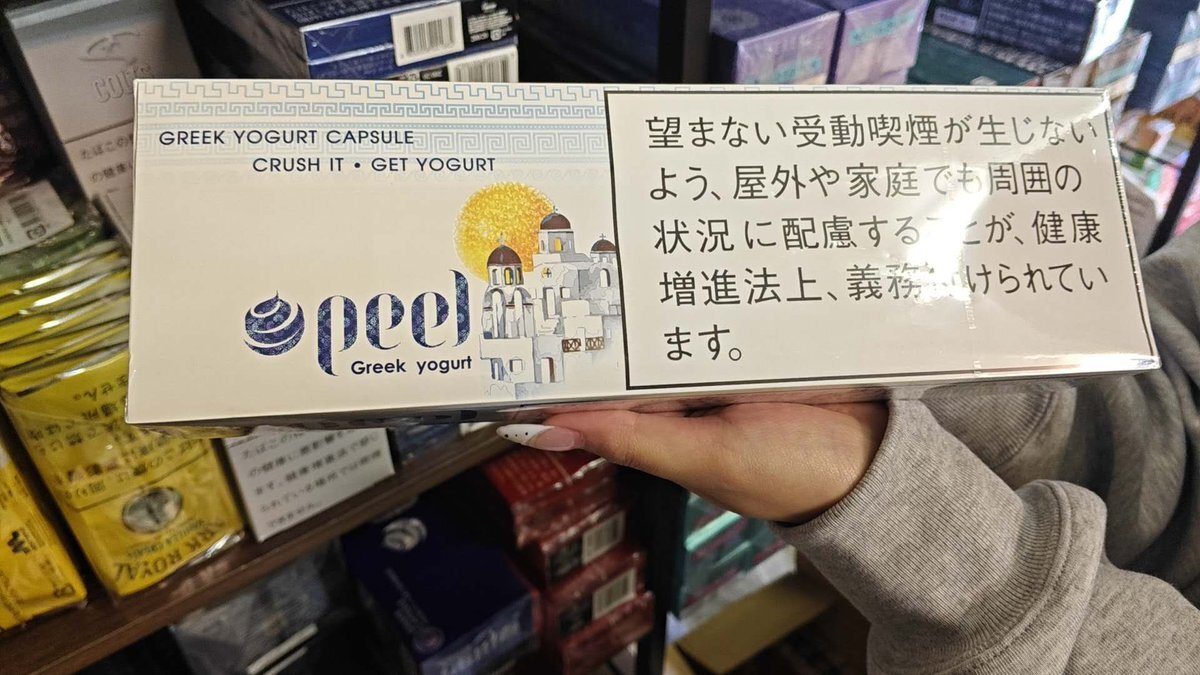 GREEK YOGURT CAPSULE
CRUSH IT • GET YOGURT
peel
Greek yogurt
望まない受動喫煙が生じない
よう、屋外や家庭でも周囲の
状況に配慮することが、健康
増進法上、義務付けられてい
ます。